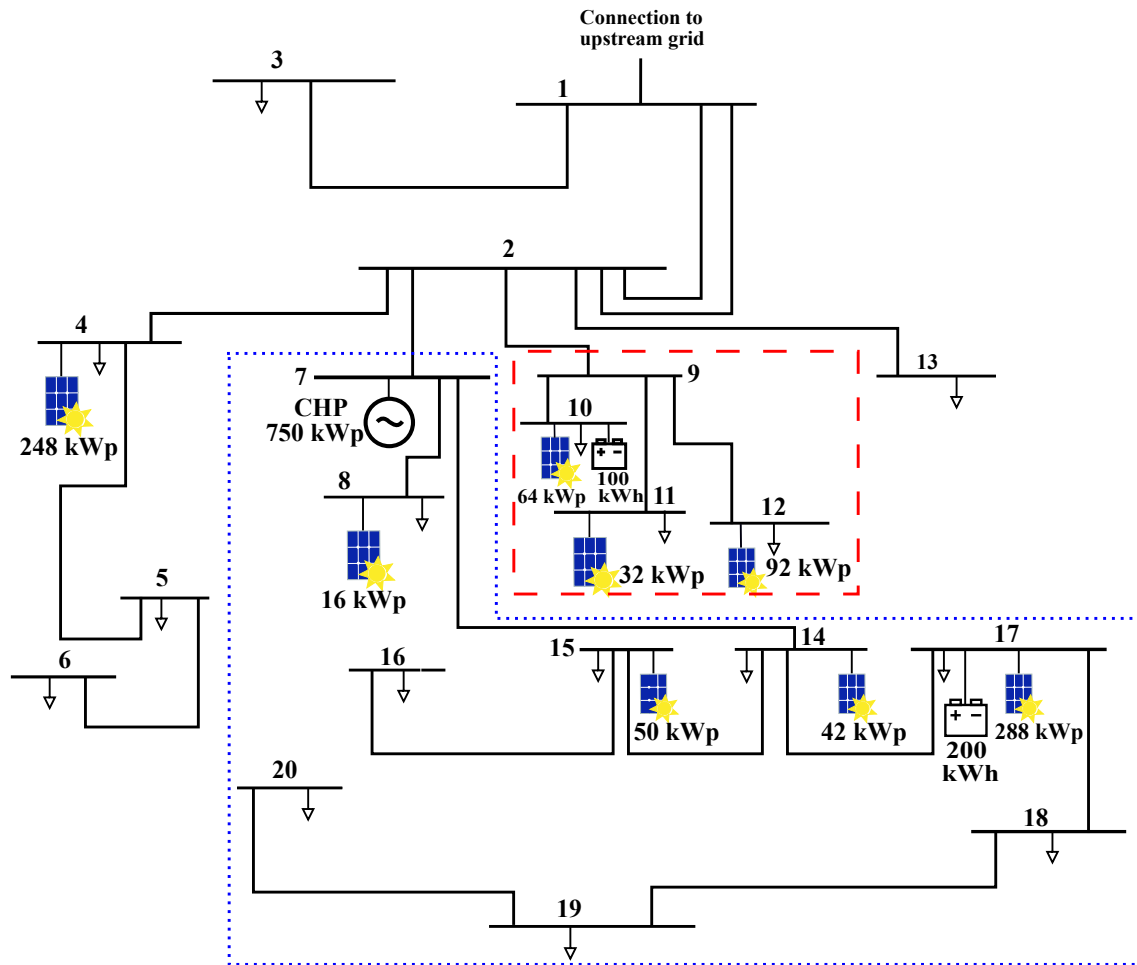 Connection to
upstream grid
3
1
2
4
248 kWp
7
CHP
750 kWp
9
10
64 kWp
100
kWh
11
32 kWp
12
92 kWp
13
8
16 kWp
5
6
15
50 kWp
14
42 kWp
17
200
kWh
288 kWp
16
20
18
19